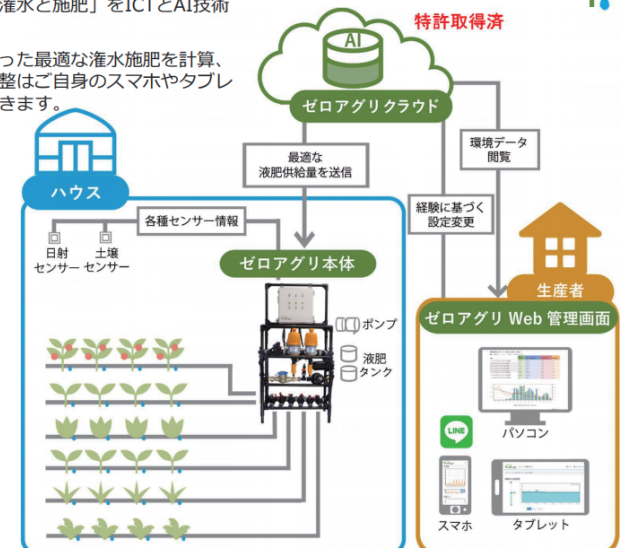 灌水と施肥」をICTとAI技術
った最適な潅水施肥を計算、
整はご自身のスマホやタブレ
きます。
特許取得済
AI
ゼロアグリクラウド
最適な
液肥供給量を送信
環境データ
閲覧
経験に基づく
設定変更
ハウス
各種センサー情報
日射
センサー
土壌
センサー
ゼロアグリ本体
ポンプ
液肥
タンク
生産者
ゼロアグリ Web 管理画面
パソコン
LINE
スマホ
タブレット